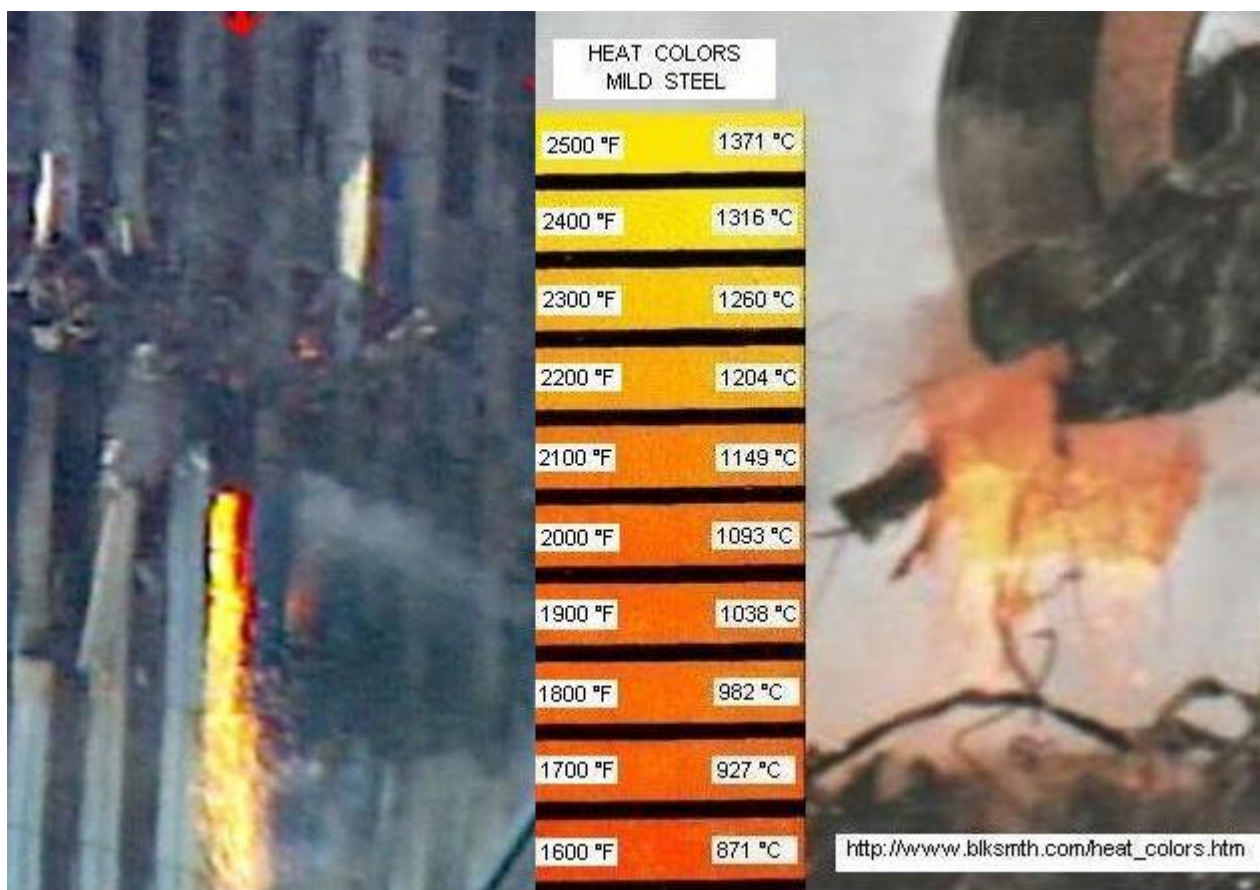 HEAT COLORS
MILD STEEL
2500 °F 1371 °C
2400 °F 1316 °C
2300 °F 1260 °C
2200 °F 1204 °C
2100 °F 1149 °C
2000 °F 1093 °C
1900 °F 1038 °C
1800 °F 982 °C
1700 °F 927 °C
1600 °F 871 °C
http://www.blksmth.com/heat_colors.htm